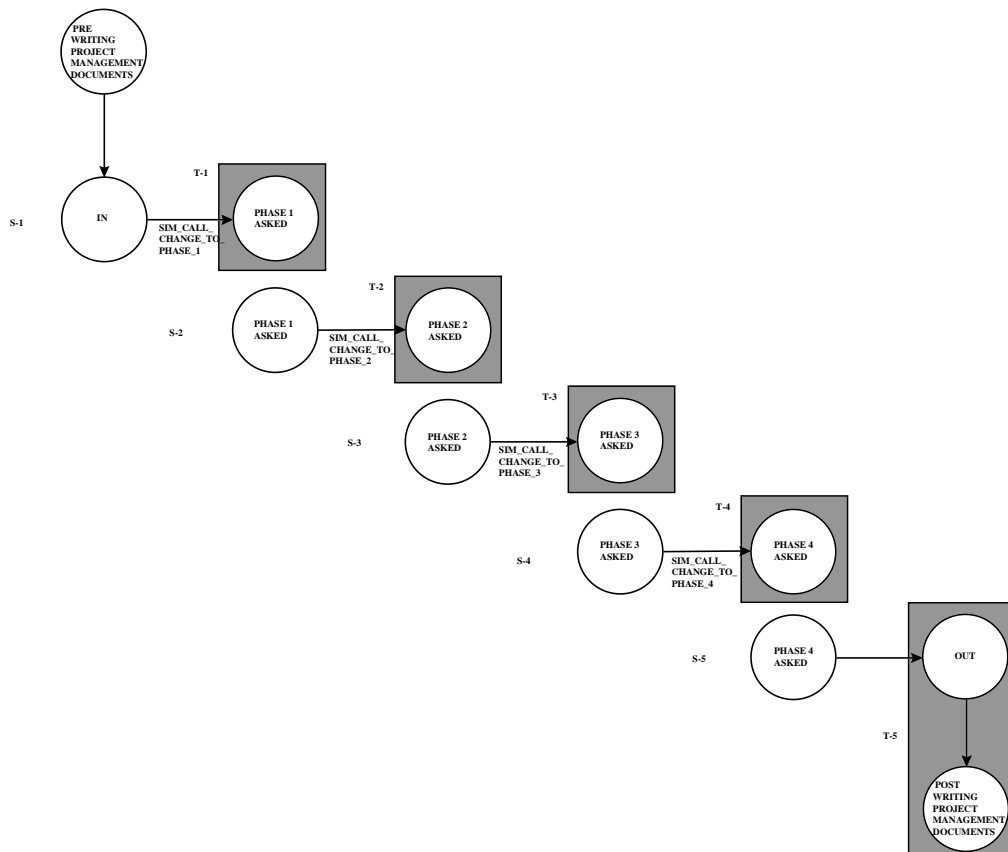 PRE
WRITING
PROJECT
MANAGEMENT
DOCUMENTS
T-1
S-1
IN
PHASE 1
ASKED
SIM_CALL_
CHANGE_TO_
PHASE_1
T-2
S-2
PHASE 1
ASKED
PHASE 2
ASKED
SIM_CALL_
CHANGE_TO_
PHASE_2
T-3
S-3
PHASE 2
ASKED
PHASE 3
ASKED
SIM_CALL_
CHANGE_TO_
PHASE_3
T-4
S-4
PHASE 3
ASKED
PHASE 4
ASKED
SIM_CALL_
CHANGE_TO_
PHASE_4
S-5
PHASE 4
ASKED
OUT
T-5
POST
WRITING
PROJECT
MANAGEMENT
DOCUMENTS